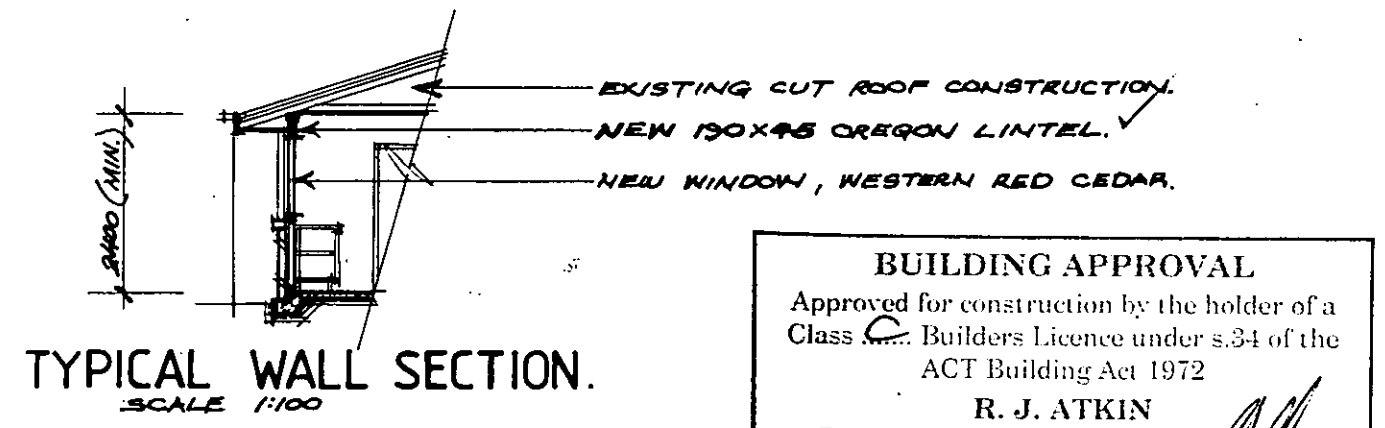 EXISTING CUT ROOF CONSTRUCTION.
NEW 190X45 OREGON LINTEL.
NEW WINDOW, WESTERN RED CEDAR.
2400 (MIN.)
TYPICAL WALL SECTION.
SCALE 1:100
BUILDING APPROVAL
Approved for construction by the holder of a
Class C Builders Licence under s.34 of the
ACT Building Act 1972
R. J. ATKIN